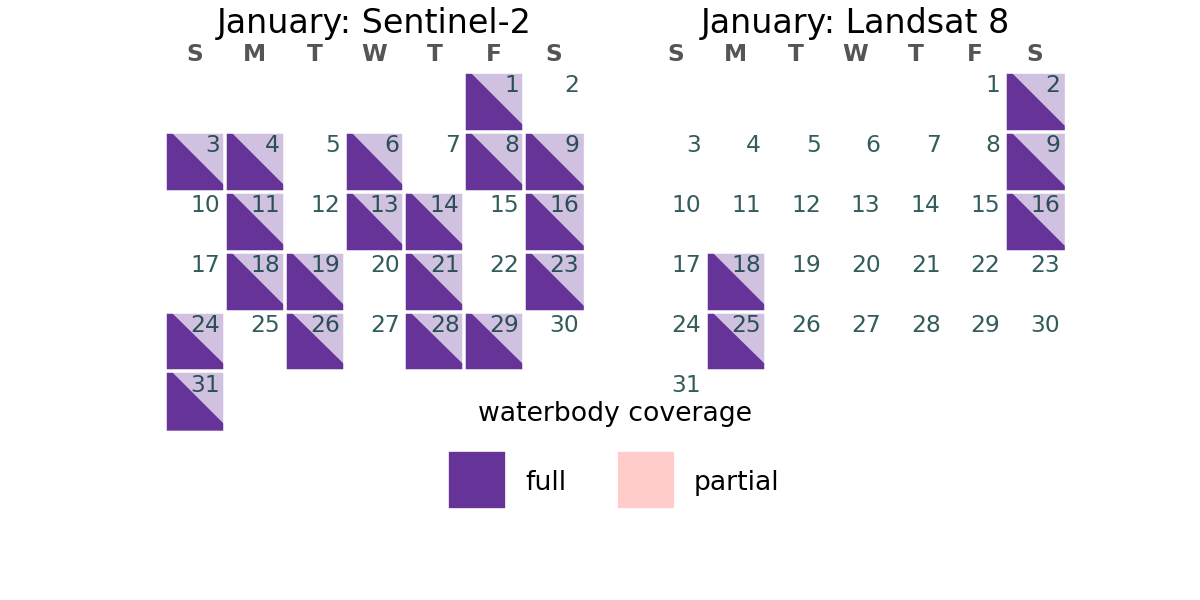 January: Sentinel-2
S M T W T F S
1 2
3 4 5 6 7 8 9
10 11 12 13 14 15 16
17 18 19 20 21 22 23
24 25 26 27 28 29 30
31
January: Landsat 8
S M T W T F S
1 2
3 4 5 6 7 8 9
10 11 12 13 14 15 16
17 18 19 20 21 22 23
24 25 26 27 28 29 30
31
waterbody coverage
full partial